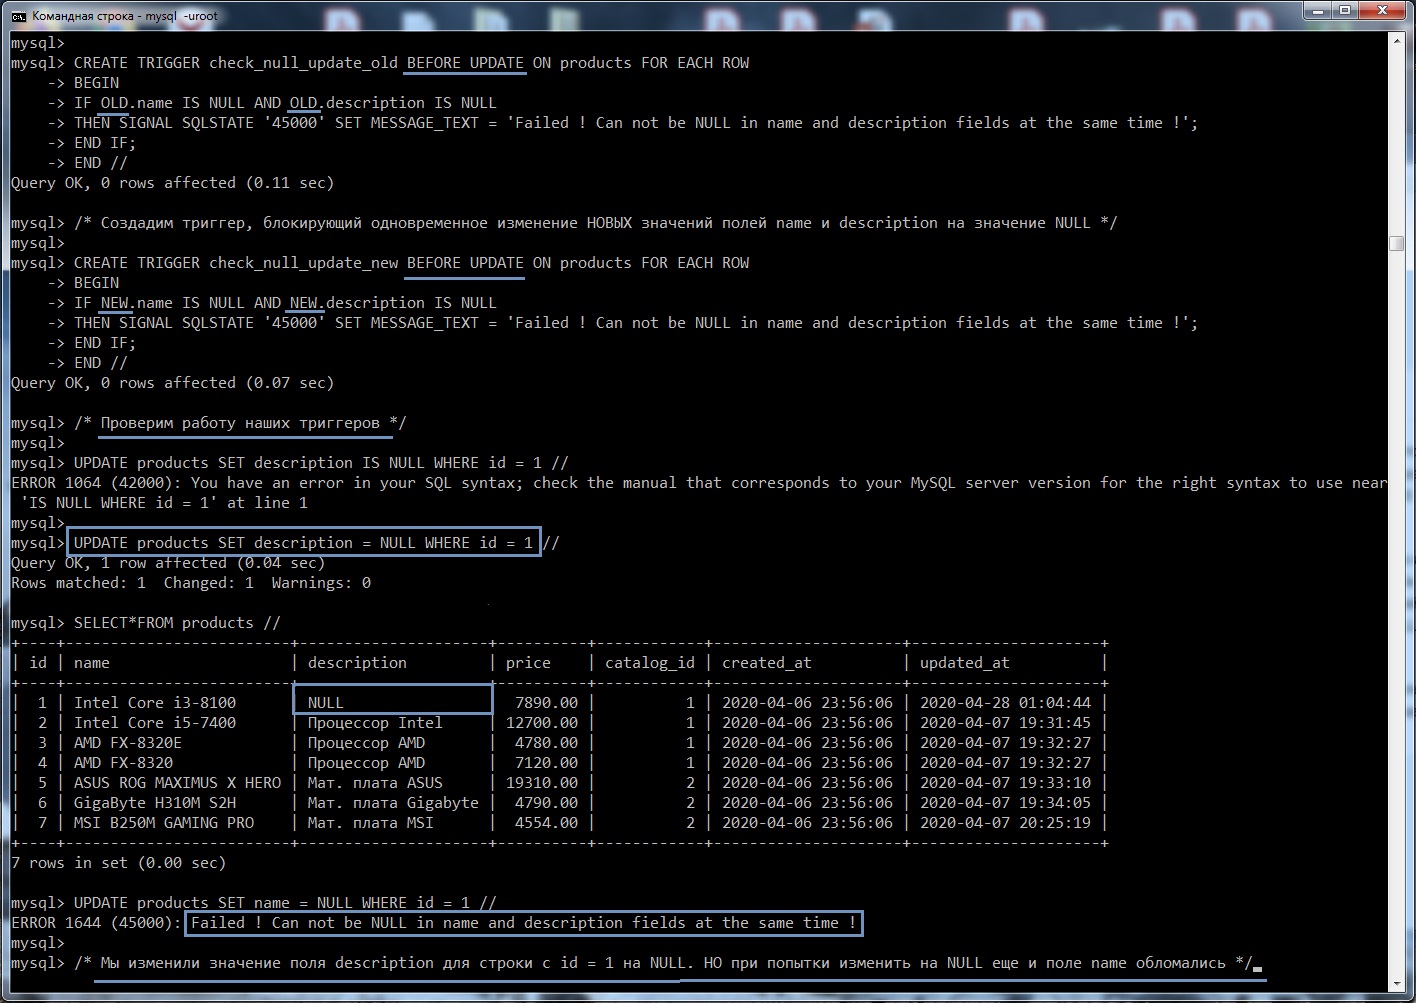 Командная строка - mysql  -uroot
mysql>
mysql> CREATE TRIGGER check_null_update_old BEFORE UPDATE ON products FOR EACH ROW
    -> BEGIN
    -> IF OLD.name IS NULL AND OLD.description IS NULL
    -> THEN SIGNAL SQLSTATE '45000' SET MESSAGE_TEXT = 'Failed ! Can not be NULL in name and description fields at the same time !';
    -> END IF;
    -> END //
Query OK, 0 rows affected (0.11 sec)
mysql> /* Создадим триггер, блокирующий одновременное изменение НОВЫХ значений полей name и description на значение NULL */
mysql>
mysql> CREATE TRIGGER check_null_update_new BEFORE UPDATE ON products FOR EACH ROW
    -> BEGIN
    -> IF NEW.name IS NULL AND NEW.description IS NULL
    -> THEN SIGNAL SQLSTATE '45000' SET MESSAGE_TEXT = 'Failed ! Can not be NULL in name and description fields at the same time !';
    -> END IF;
    -> END //
Query OK, 0 rows affected (0.07 sec)
mysql> /* Проверим работу наших триггеров */
mysql>
mysql> UPDATE products SET description IS NULL WHERE id = 1 //
ERROR 1064 (42000): You have an error in your SQL syntax; check the manual that corresponds to your MySQL server version for the right syntax to use near
 'IS NULL WHERE id = 1' at line 1
mysql>
mysql> UPDATE products SET description = NULL WHERE id = 1 //
Query OK, 1 row affected (0.04 sec)
Rows matched: 1  Changed: 1  Warnings: 0
mysql> SELECT*FROM products //
+----+-------------------------+---------------------+----------+------------+---------------------+---------------------+
| id | name                    | description         | price    | catalog_id | created_at          | updated_at          |
+----+-------------------------+---------------------+----------+------------+---------------------+---------------------+
|  1 | Intel Core i3-8100      | NULL                |  7890.00 |          1 | 2020-04-06 23:56:06 | 2020-04-28 01:04:44 |
|  2 | Intel Core i5-7400      | Процессор Intel     | 12700.00 |          1 | 2020-04-06 23:56:06 | 2020-04-07 19:31:45 |
|  3 | AMD FX-8320E            | Процессор AMD       |  4780.00 |          1 | 2020-04-06 23:56:06 | 2020-04-07 19:32:27 |
|  4 | AMD FX-8320             | Процессор AMD       |  7120.00 |          1 | 2020-04-06 23:56:06 | 2020-04-07 19:32:27 |
|  5 | ASUS ROG MAXIMUS X HERO | Мат. плата ASUS     | 19310.00 |          2 | 2020-04-06 23:56:06 | 2020-04-07 19:33:10 |
|  6 | GigaByte H310M S2H      | Мат. плата Gigabyte |  4790.00 |          2 | 2020-04-06 23:56:06 | 2020-04-07 19:34:05 |
|  7 | MSI B250M GAMING PRO    | Мат. плата MSI      |  4554.00 |          2 | 2020-04-06 23:56:06 | 2020-04-07 20:25:19 |
+----+-------------------------+---------------------+----------+------------+---------------------+---------------------+
7 rows in set (0.00 sec)
mysql> UPDATE products SET name = NULL WHERE id = 1 //
ERROR 1644 (45000): Failed ! Can not be NULL in name and description fields at the same time !
mysql>
mysql> /* Мы изменили значение поля description для строки с id = 1 на NULL. НО при попытки изменить на NULL еще и поле name обломались */_